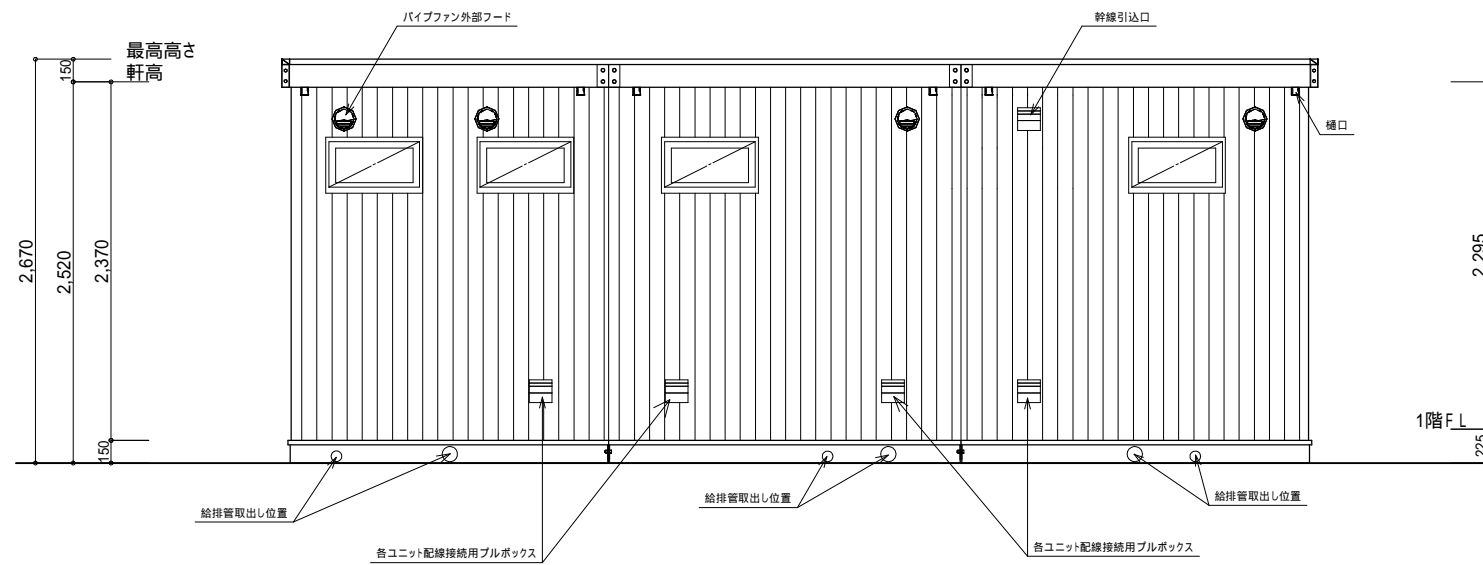 パイプファン外部フード
幹線引込口
最高高さ
軒高
150
樋口
2,670
2,520
2,370
2,295
1階FL
150
225
給排管取出し位置
給排管取出し位置
給排管取出し位置
各ユニット配線接続用プルボックス
各ユニット配線接続用プルボックス